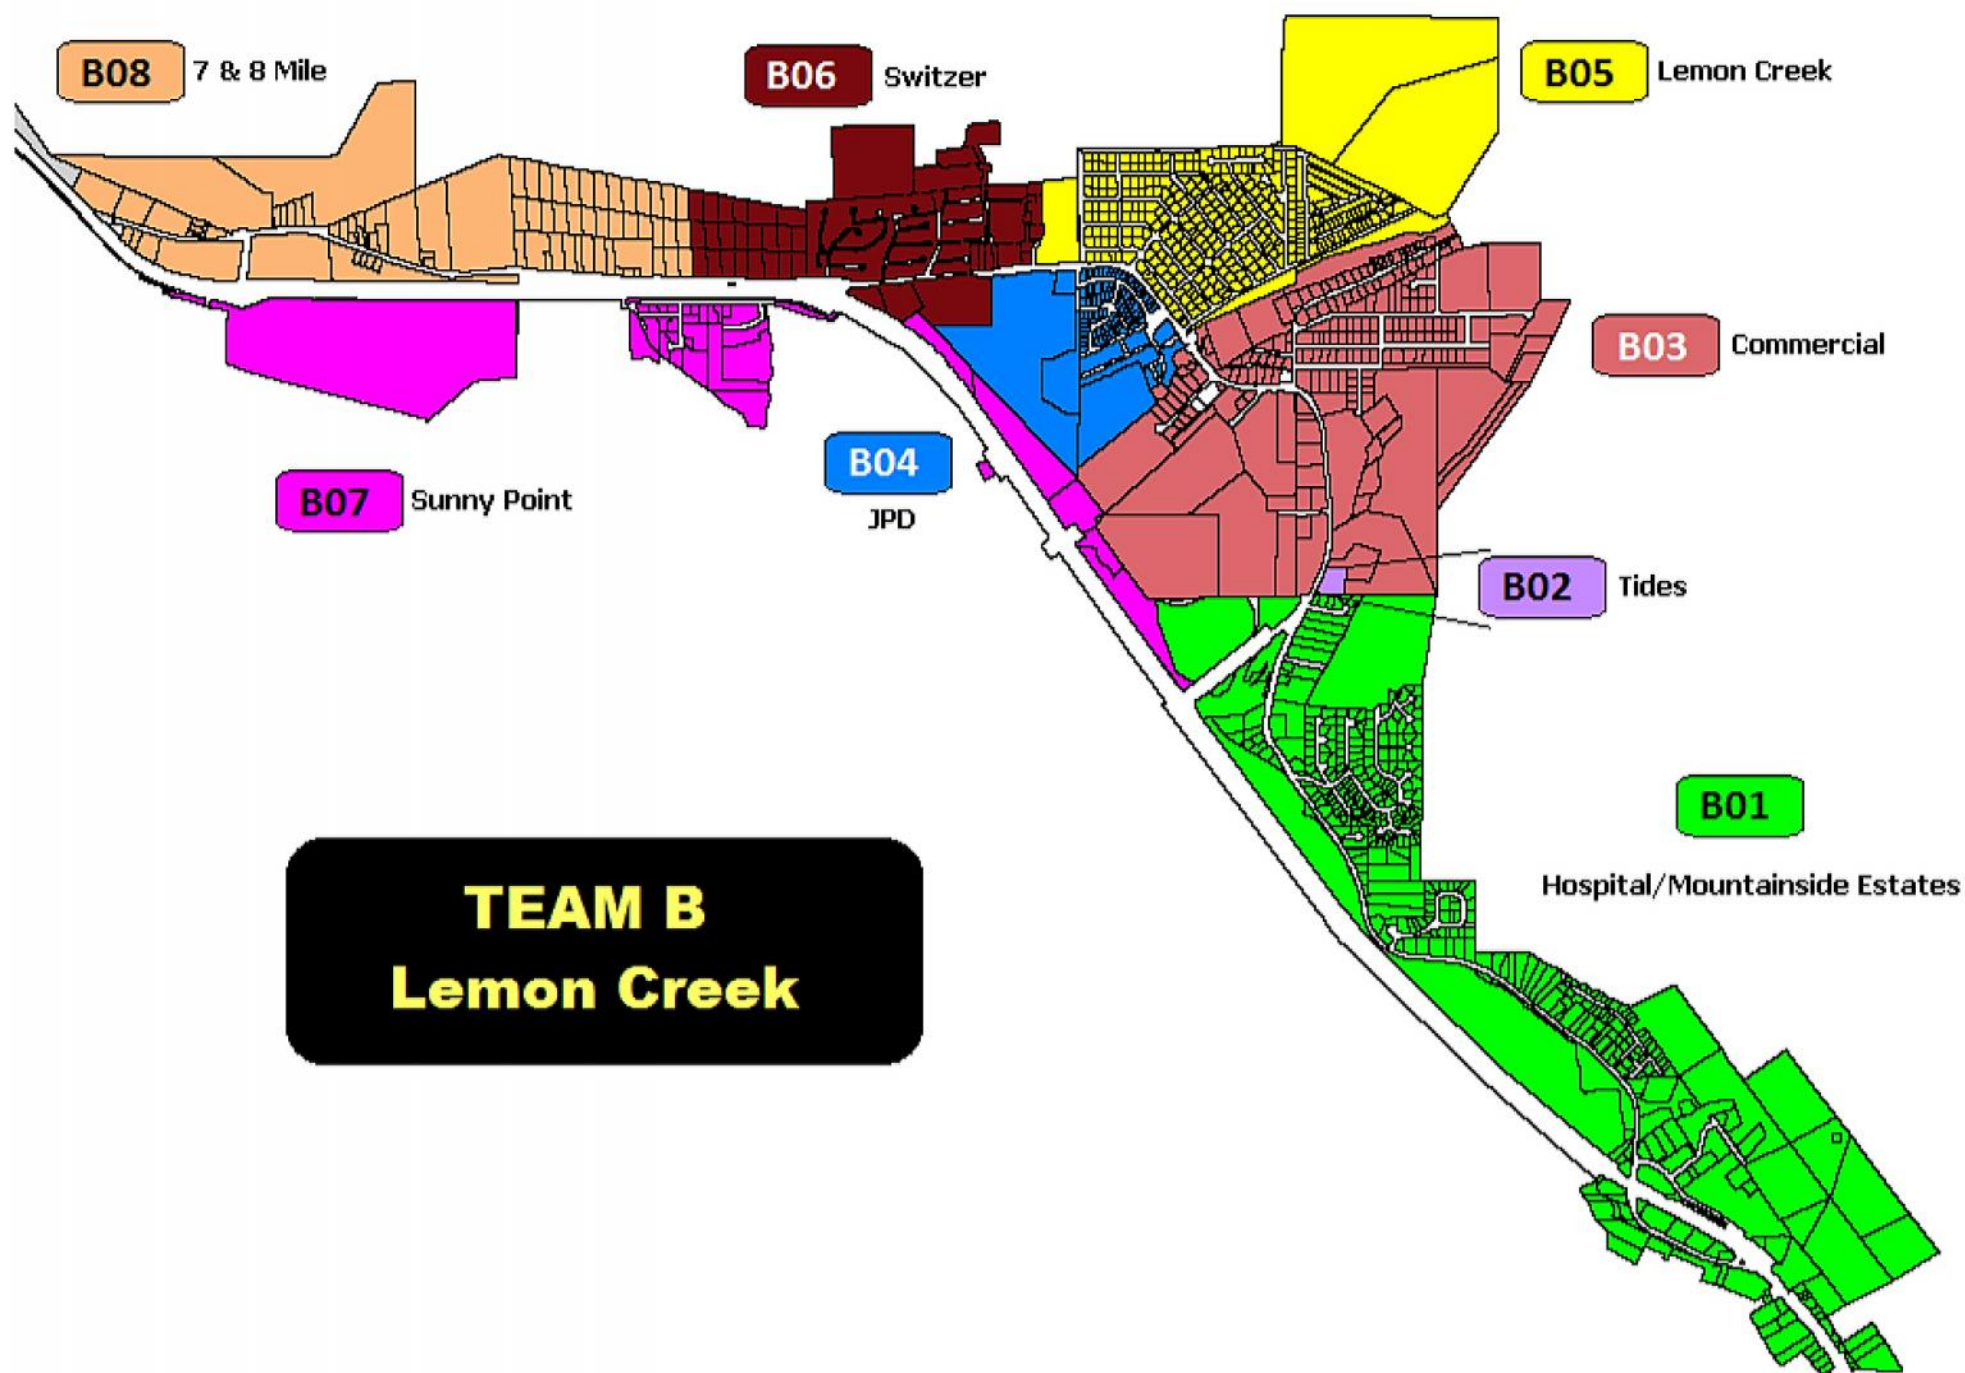 B08 7 & 8 Mile
B06 Switzer
B05 Lemon Creek
B03 Commercial
B04
JPD
B07 Sunny Point
B02 Tides
B01
Hospital/Mountainside Estates
TEAM B
Lemon Creek